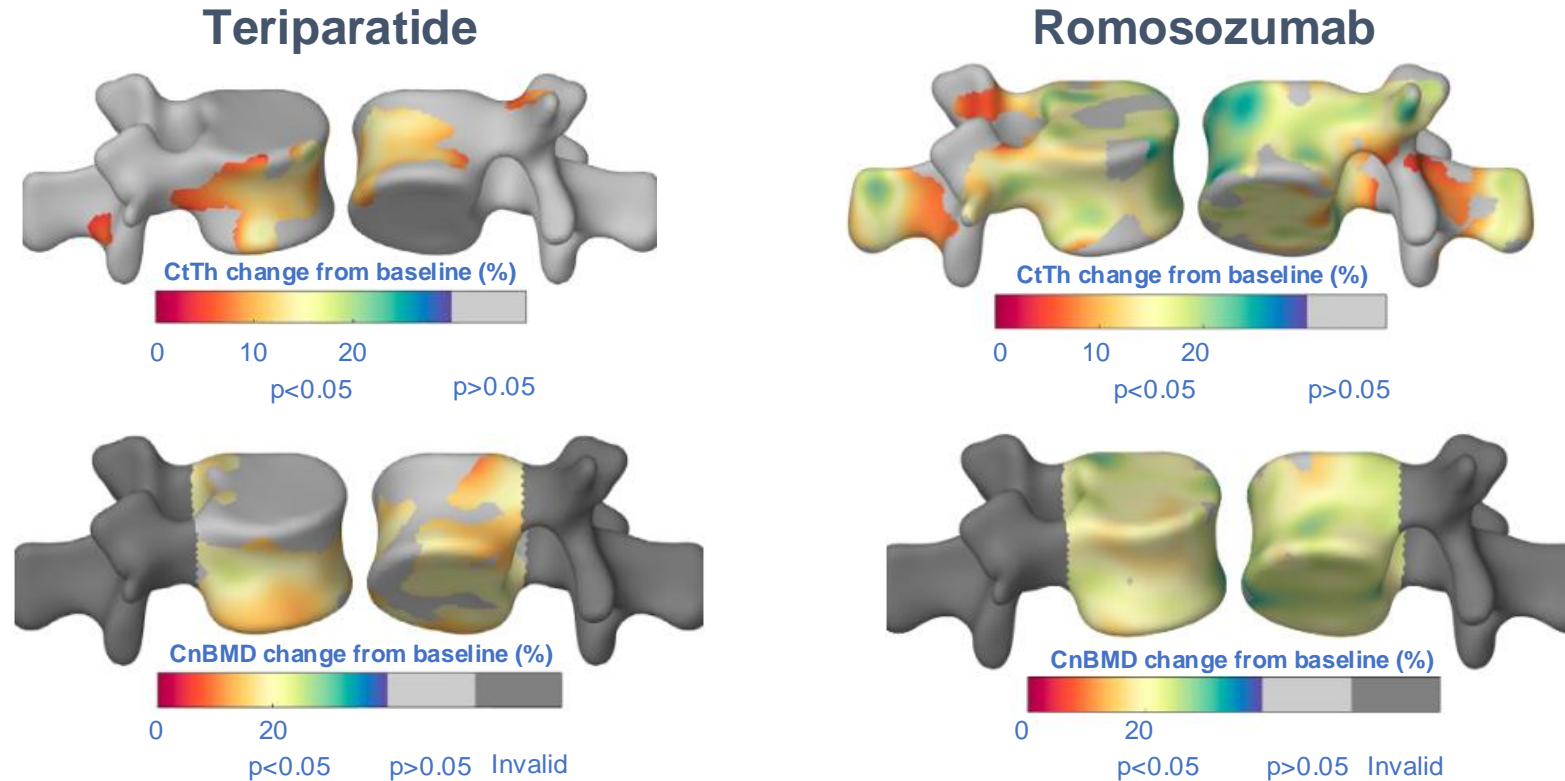 Teriparatide
Romosozumab
CtTh change from baseline (%)
0 10 20
p<0.05 p>0.05
CtTh change from baseline (%)
0 10 20
p<0.05 p>0.05
CnBMD change from baseline (%)
0 20
p<0.05 p>0.05 Invalid
CnBMD change from baseline (%)
0 20
p<0.05 p>0.05 Invalid